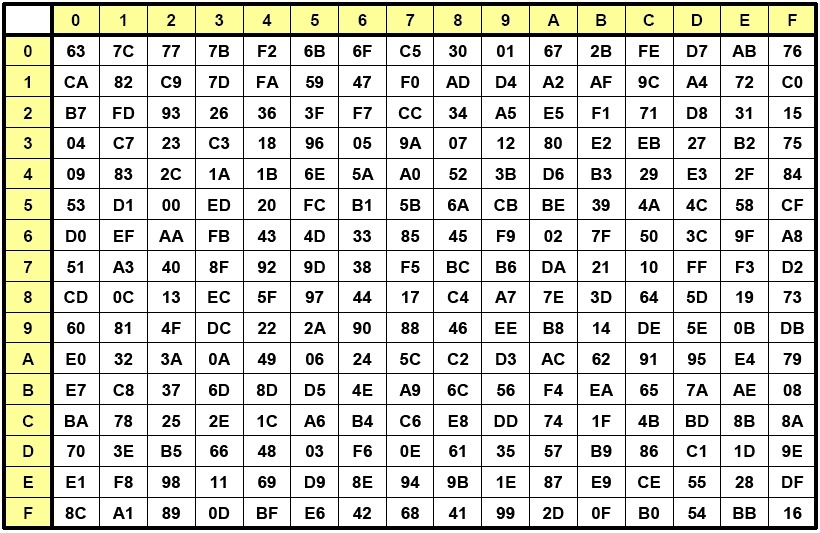 0 1 2 3 4 5 6 7 8 9 A B C D E F
0 63 7C 77 7B F2 6B 6F C5 30 01 67 2B FE D7 AB 76
1 CA 82 C9 7D FA 59 47 F0 AD D4 A2 AF 9C A4 72 C0
2 B7 FD 93 26 36 3F F7 CC 34 A5 E5 F1 71 D8 31 15
3 04 C7 23 C3 18 96 05 9A 07 12 80 E2 EB 27 B2 75
4 09 83 2C 1A 1B 6E 5A A0 52 3B D6 B3 29 E3 2F 84
5 53 D1 00 ED 20 FC B1 5B 6A CB BE 39 4A 4C 58 CF
6 D0 EF AA FB 43 4D 33 85 45 F9 02 7F 50 3C 9F A8
7 51 A3 40 8F 92 9D 38 F5 BC B6 DA 21 10 FF F3 D2
8 CD 0C 13 EC 5F 97 44 17 C4 A7 7E 3D 64 5D 19 73
9 60 81 4F DC 22 2A 90 88 46 EE B8 14 DE 5E 0B DB
A E0 32 3A 0A 49 06 24 5C C2 D3 AC 62 91 95 E4 79
B E7 C8 37 6D 8D D5 4E A9 6C 56 F4 EA 65 7A AE 08
C BA 78 25 2E 1C A6 B4 C6 E8 DD 74 1F 4B BD 8B 8A
D 70 3E B5 66 48 03 F6 0E 61 35 57 B9 86 C1 1D 9E
E E1 F8 98 11 69 D9 8E 94 9B 1E 87 E9 CE 55 28 DF
F 8C A1 89 0D BF E6 42 68 41 99 2D 0F B0 54 BB 16